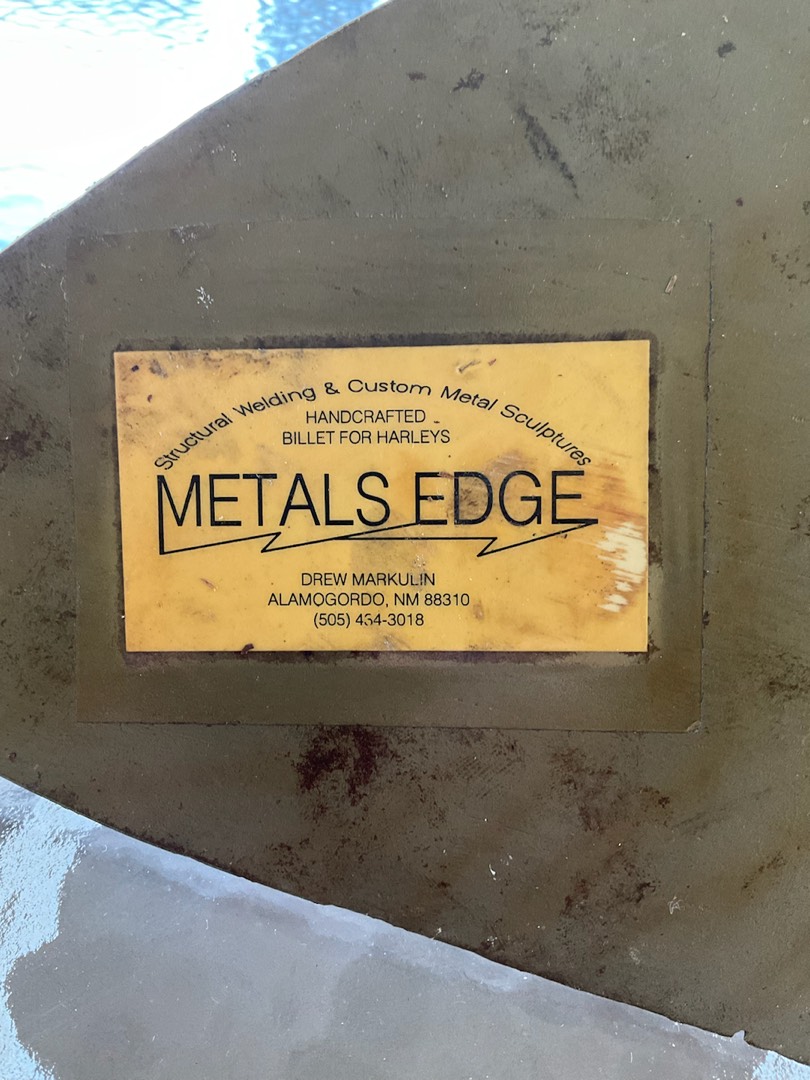 Structural Welding & Custom Metal Sculptures
HANDCRAFTED
BILLET FOR HARLEYS
METALS EDGE
DREW MARKULIN
ALAMOGORDO, NM 88310
(505) 434-3018